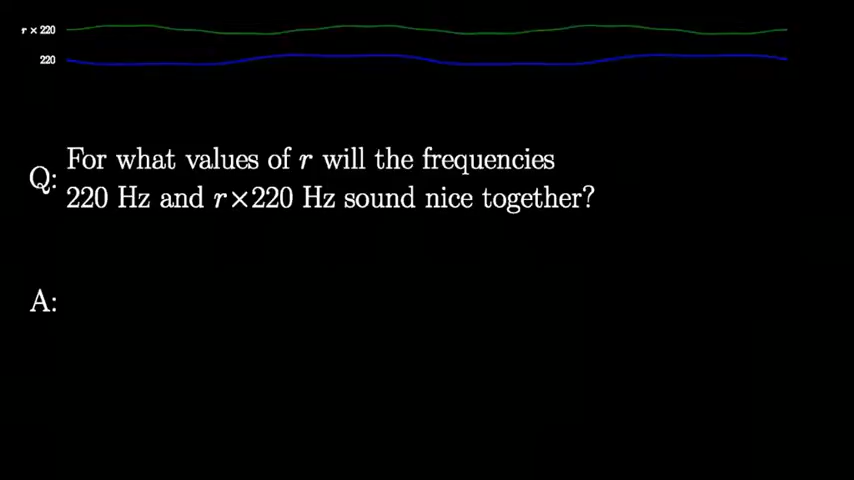 r × 220
220
For what values of r will the frequencies
Q:
220 Hz and r×220 Hz sound nice together?
A: